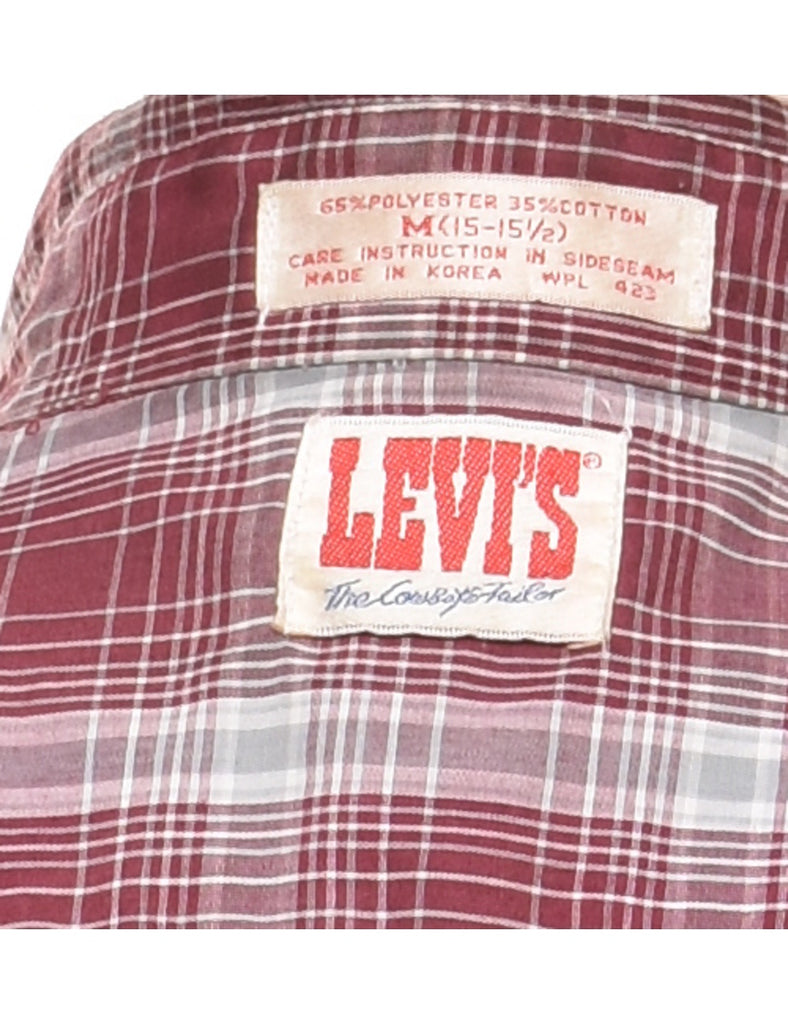 65%POLYESTER 35%COTTON
M(15-15½)
CARE INSTRUCTION IN SIDESEAM
MADE IN KOREA WPL 423
LEVI'S®
The Cowboy's Tailor